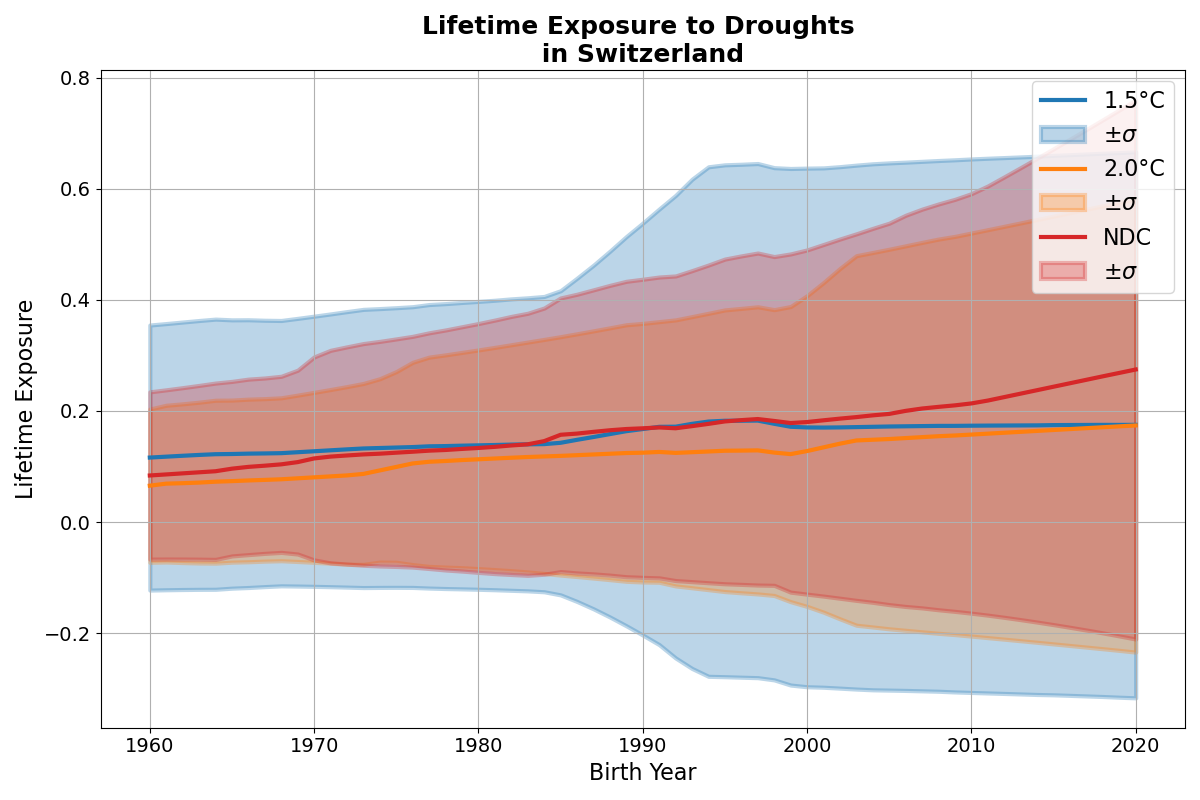 Lifetime Exposure to Droughts
in Switzerland
0.8
0.6
0.4
0.2
0.0
−0.2
Lifetime Exposure
1960
1970
1980
1990
2000
2010
2020
Birth Year
1.5°C
±σ
2.0°C
±σ
NDC
±σ